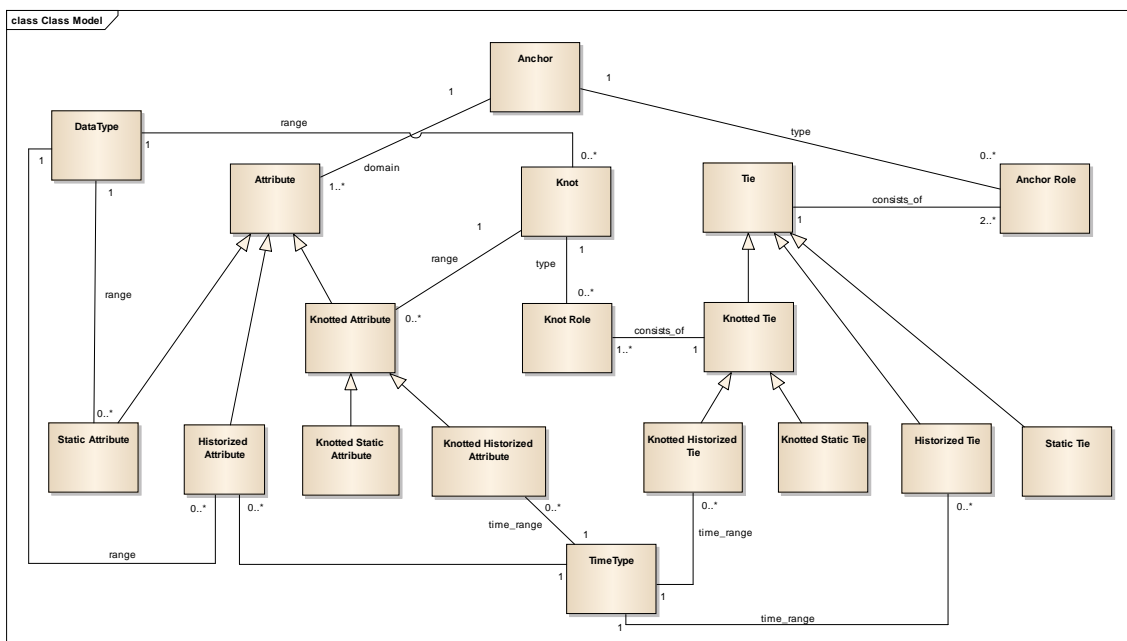 class Class Model
Anchor
1
1
DataType
range
1
1
1
0..*
domain
1..*
type
0..*
Attribute
Knot
Tie
Anchor Role
consists_of
1
2..*
1
range
1
type
range
0..*
0..*
Knotted Attribute
Knot Role
Knotted Tie
consists_of
1..*
1
0..*
Static Attribute
Historized
Attribute
Knotted Static
Attribute
Knotted Historized
Attribute
Knotted Historized
Tie
Knotted Static Tie
Historized Tie
Static Tie
0..*
0..*
0..*
0..*
0..*
time_range
1
time_range
range
TimeType
1
1
1
time_range